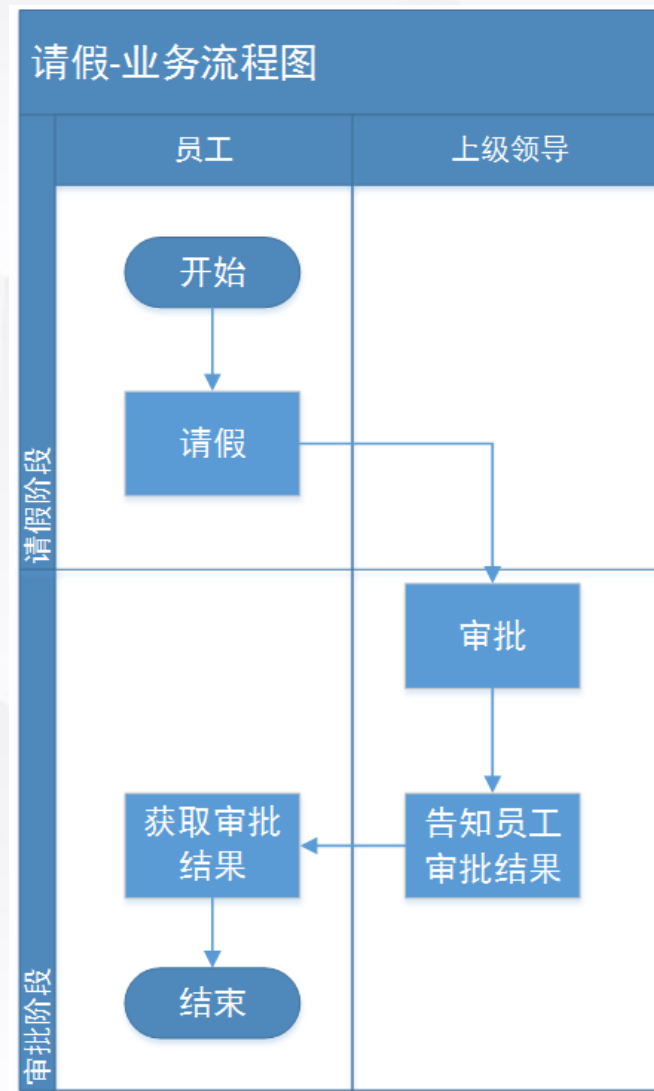 请假-业务流程图
员工
上级领导
请假阶段
开始
请假
审批阶段
审批
告知员工
审批结果
获取审批
结果
结束